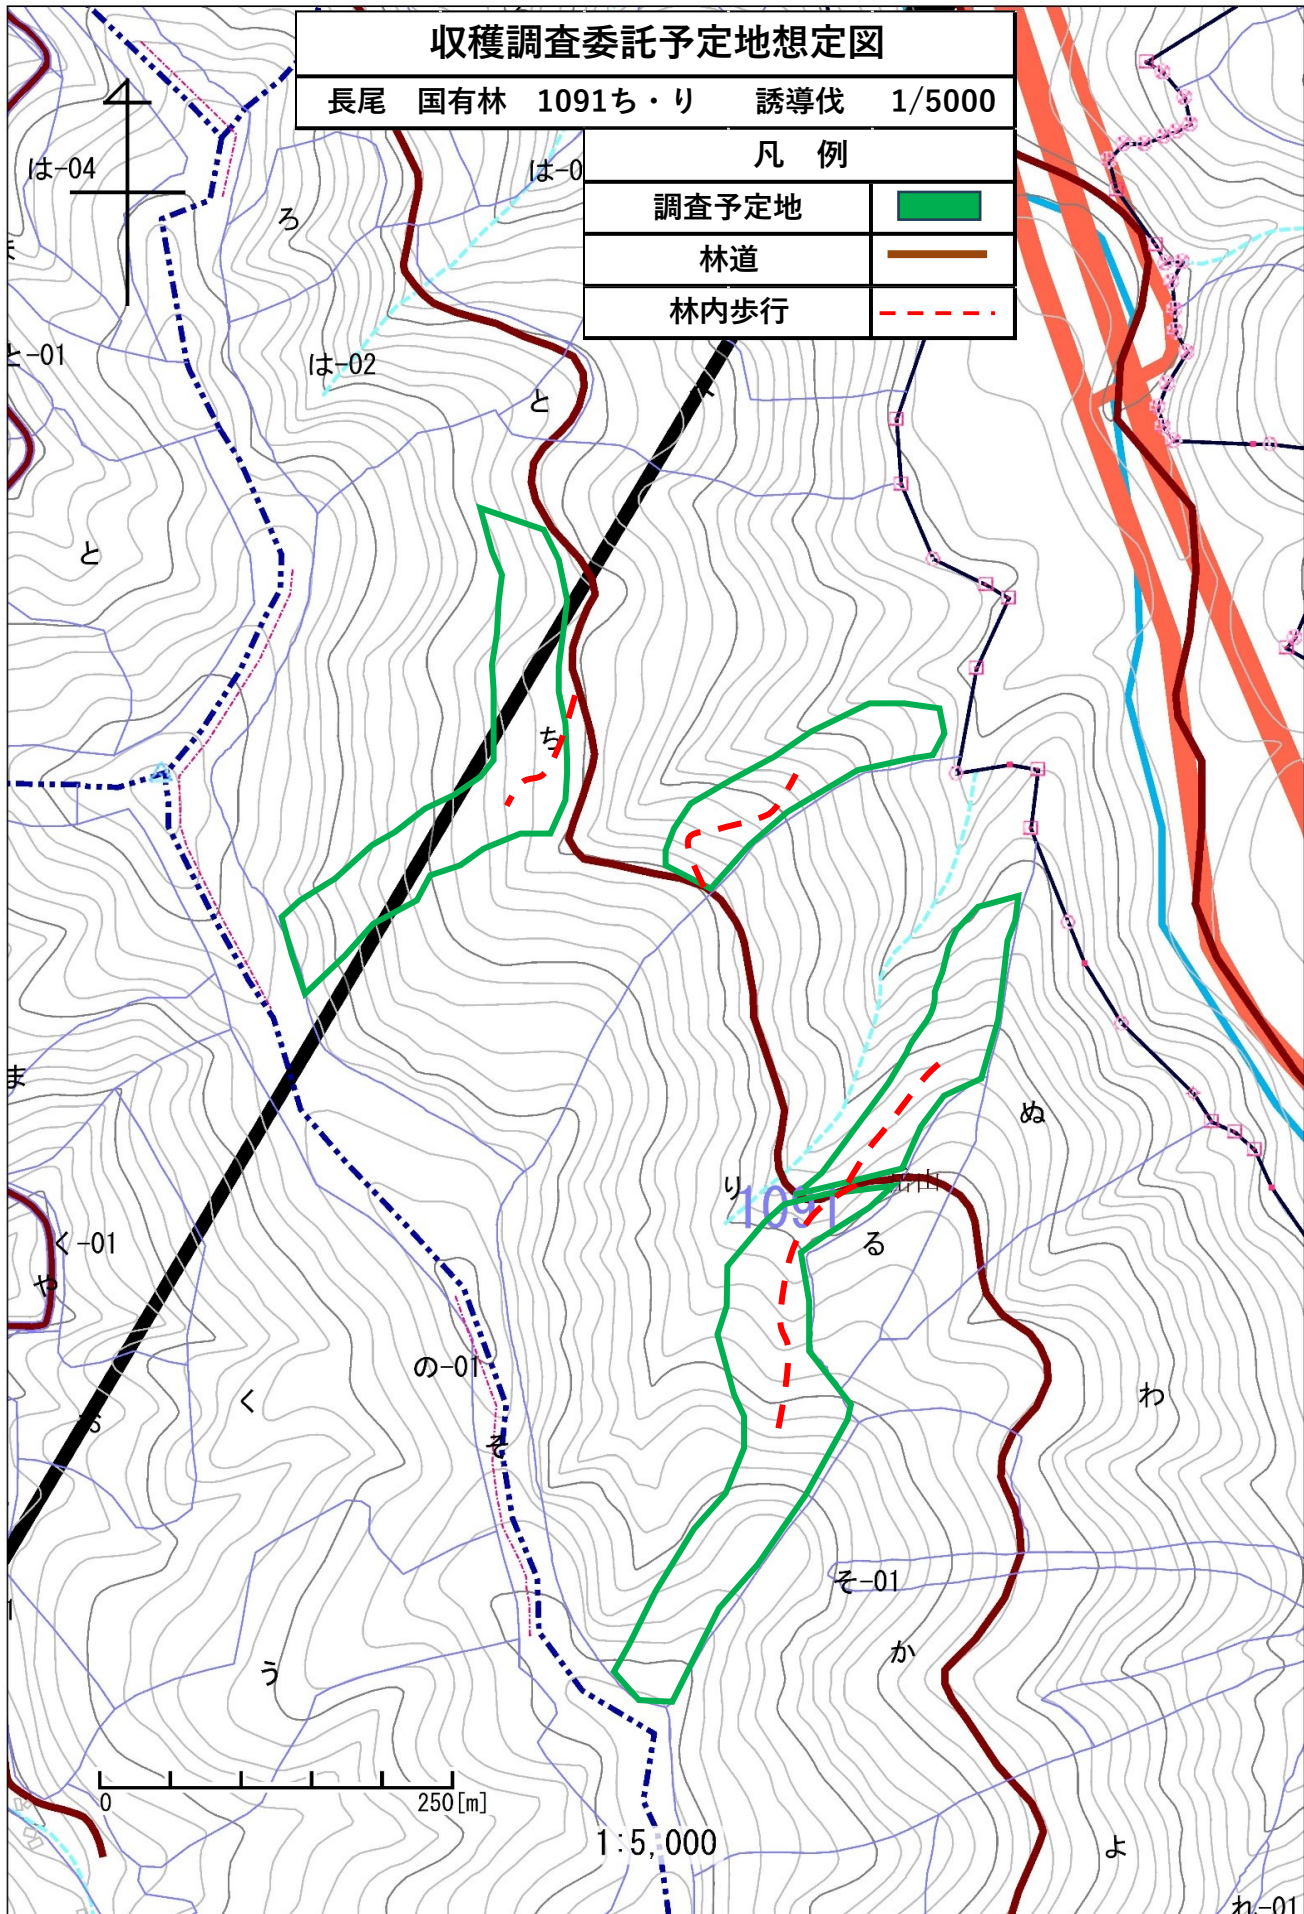 収穫調査委託予定地想定図
長尾 国有林 1091ち・り 誘導伐 1/5000
凡 例
調査予定地
林道
林内歩行
は-04
は-0
ろ
は-02
と-01
と
と
ち
ま
ぬ
り
1091
る
く-01
や
の-01
く
わ
そ
そ-01
か
う
0 250[m]
1:5,000
よ
れ-01